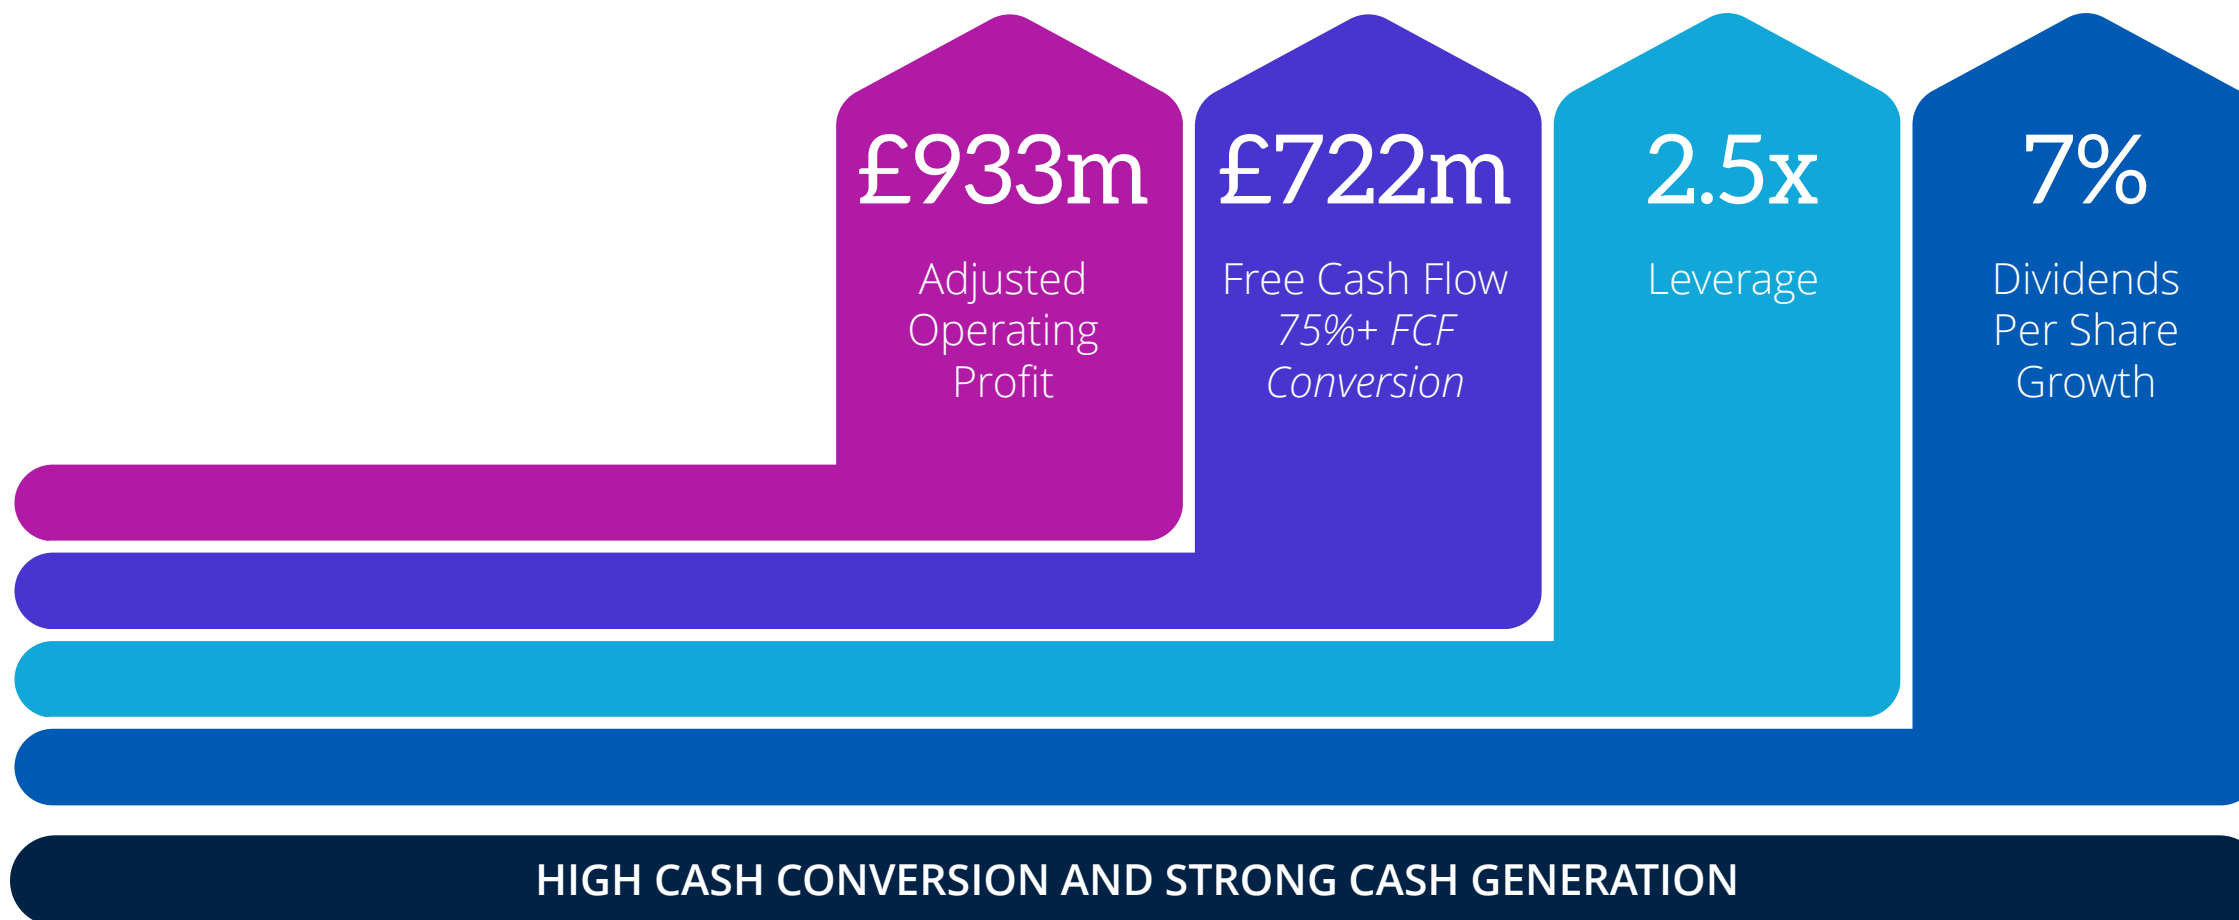 £933m
Adjusted
Operating
Profit
£722m
Free Cash Flow
75%+ FCF
Conversion
2.5x
Leverage
7%
Dividends
Per Share
Growth
HIGH CASH CONVERSION AND STRONG CASH GENERATION